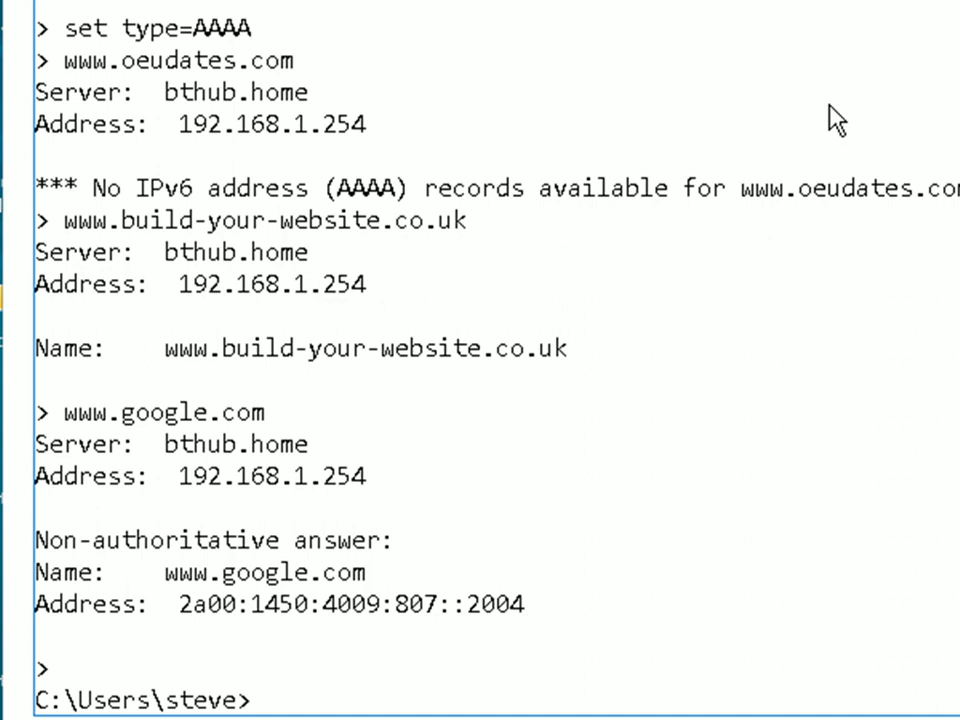 > set type=AAAA
> www.oeudates.com
Server:  bthub.home
Address:  192.168.1.254
*** No IPv6 address (AAAA) records available for
> www.build-your-website.co.uk
Server:  bthub.home
Address:  192.168.1.254
Name:    www.build-your-website.co.uk
> www.google.com
Server:  bthub.home
Address:  192.168.1.254
Non-authoritative answer:
Name:    www.google.com
Address:  2a00:1450:4009:807::2004
>
C:\Users\steve>